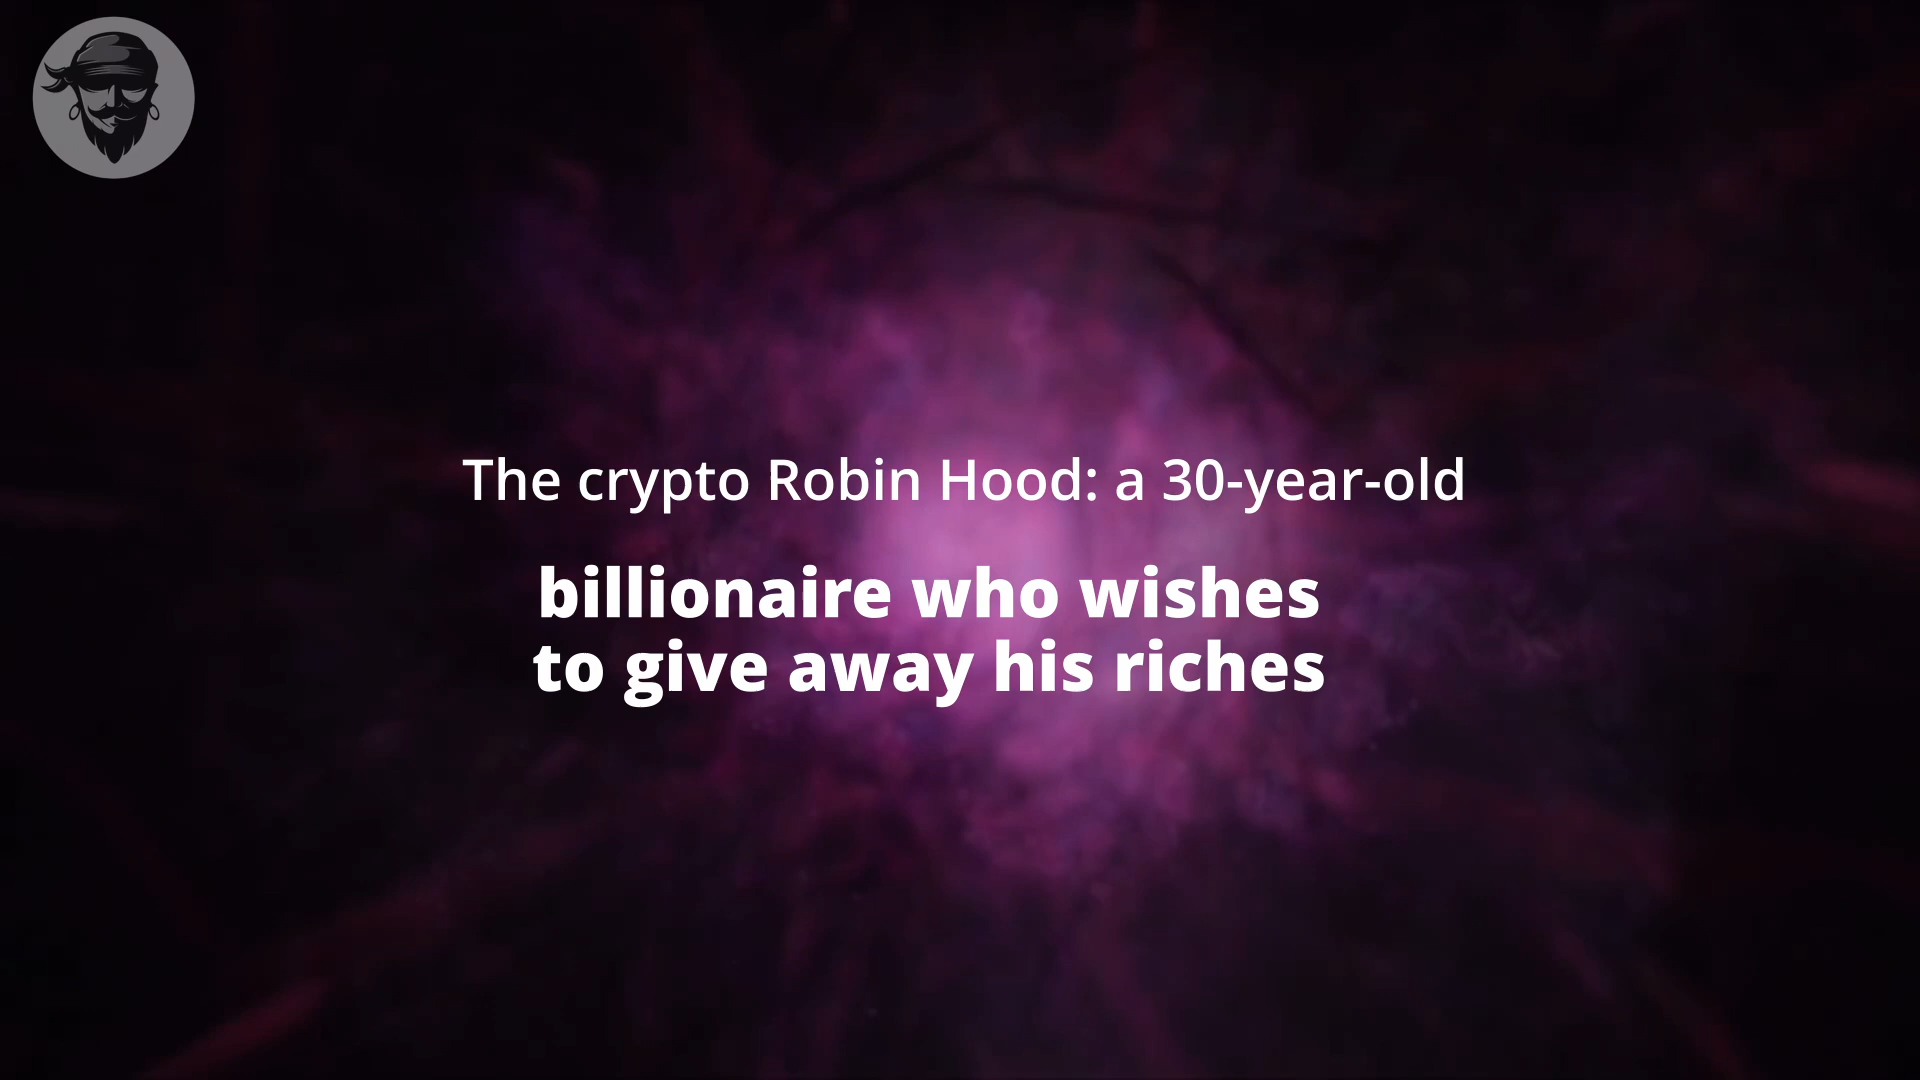 The crypto Robin Hood: a 30-year-old
billionaire who wishes
to give away his riches